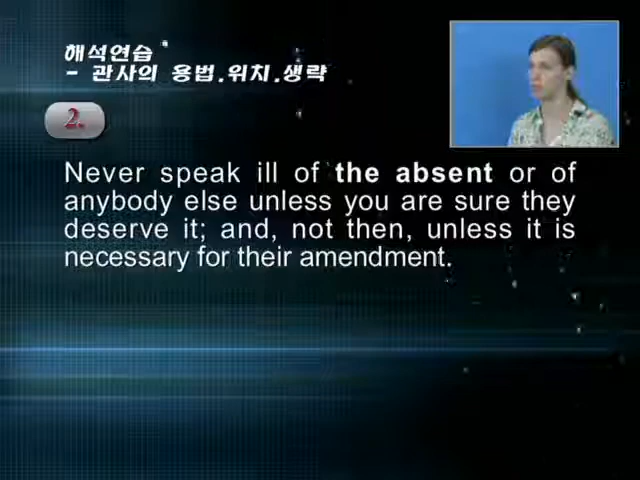 해석연습
- 관사의 용법.위치.생략
2.
Never speak ill of the absent or of
anybody else unless you are sure they
deserve it; and, not then, unless it is
necessary for their amendment.